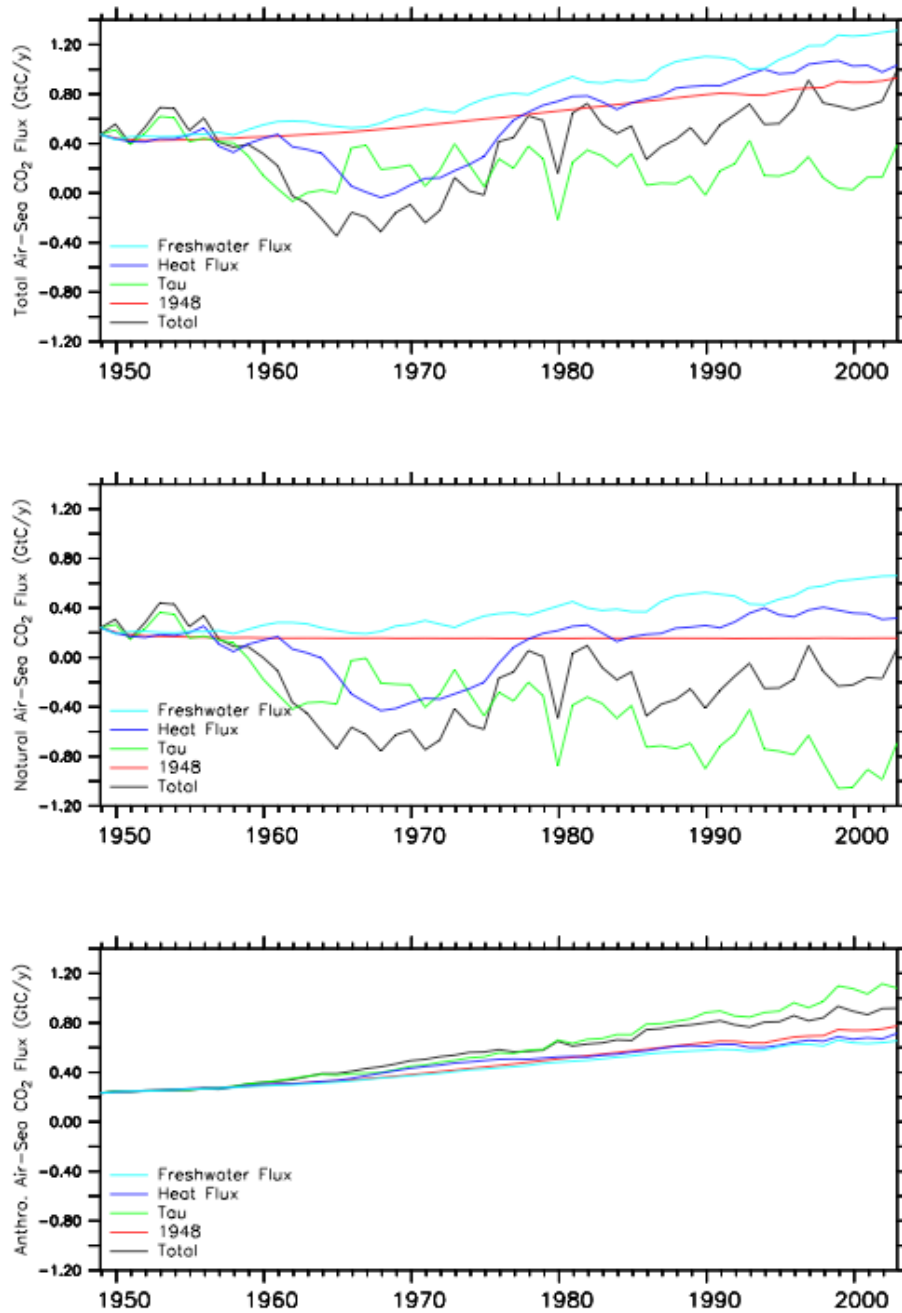 Total Air-Sea CO2 Flux (GtC/y)
1.20
0.80
0.40
0.00
-0.40
-0.80
-1.20
Freshwater Flux
Heat Flux
Tau
1948
Total
1950 1960 1970 1980 1990 2000
Natural Air-Sea CO2 Flux (GtC/y)
1.20
0.80
0.40
0.00
-0.40
-0.80
-1.20
Freshwater Flux
Heat Flux
Tau
1948
Total
1950 1960 1970 1980 1990 2000
Anthro. Air-Sea CO2 Flux (GtC/y)
1.20
0.80
0.40
0.00
-0.40
-0.80
-1.20
Freshwater Flux
Heat Flux
Tau
1948
Total
1950 1960 1970 1980 1990 2000